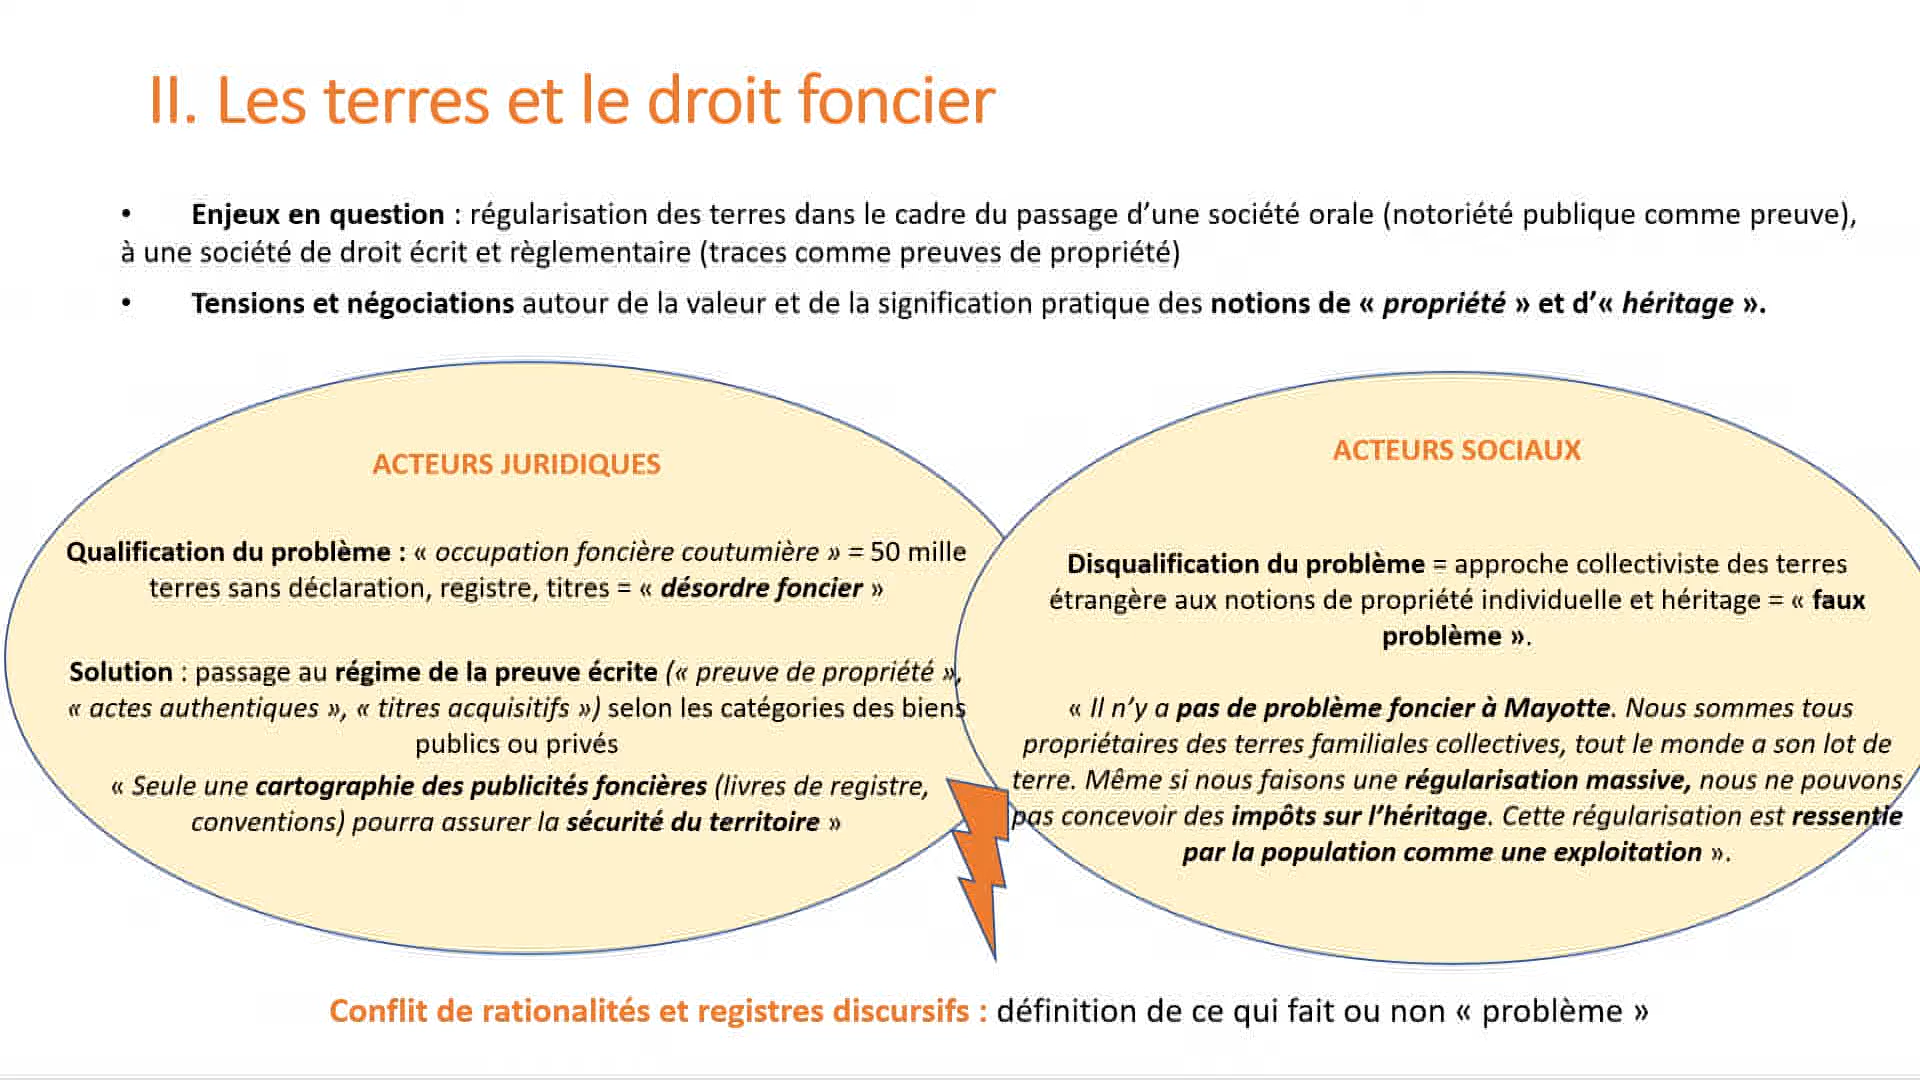 II. Les terres et le droit foncier
• Enjeux en question : régularisation des terres dans le cadre du passage d’une société orale (notoriété publique comme preuve),
à une société de droit écrit et règlementaire (traces comme preuves de propriété)
• Tensions et négociations autour de la valeur et de la signification pratique des notions de « propriété » et d’« héritage ».
ACTEURS JURIDIQUES
Qualification du problème : « occupation foncière coutumière » = 50 mille
terres sans déclaration, registre, titres = « désordre foncier »
Solution : passage au régime de la preuve écrite (« preuve de propriété »,
« actes authentiques », « titres acquisitifs ») selon les catégories des biens
publics ou privés
« Seule une cartographie des publicités foncières (livres de registre,
conventions) pourra assurer la sécurité du territoire »
ACTEURS SOCIAUX
Disqualification du problème = approche collectiviste des terres
étrangère aux notions de propriété individuelle et héritage = « faux
problème ».
« Il n’y a pas de problème foncier à Mayotte. Nous sommes tous
propriétaires des terres familiales collectives, tout le monde a son lot de
terre. Même si nous faisons une régularisation massive, nous ne pouvons
pas concevoir des impôts sur l’héritage. Cette régularisation est ressentie
par la population comme une exploitation ».
Conflit de rationalités et registres discursifs : définition de ce qui fait ou non « problème »